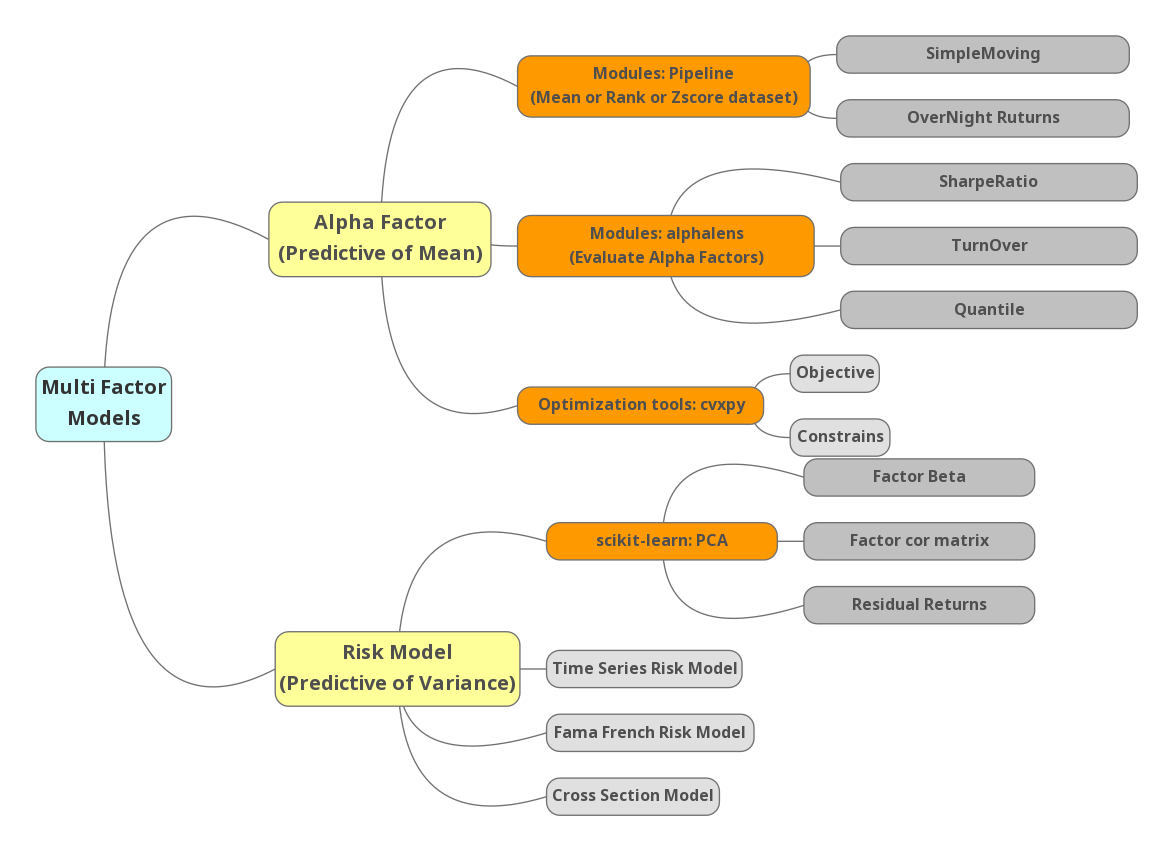 Multi Factor
Models
Alpha Factor
(Predictive of Mean)
Modules: Pipeline
(Mean or Rank or Zscore dataset)
SimpleMoving
OverNight Ruturns
Modules: alphalens
(Evaluate Alpha Factors)
SharpeRatio
TurnOver
Quantile
Optimization tools: cvxpy
Objective
Constrains
Risk Model
(Predictive of Variance)
scikit-learn: PCA
Factor Beta
Factor cor matrix
Residual Returns
Time Series Risk Model
Fama French Risk Model
Cross Section Model